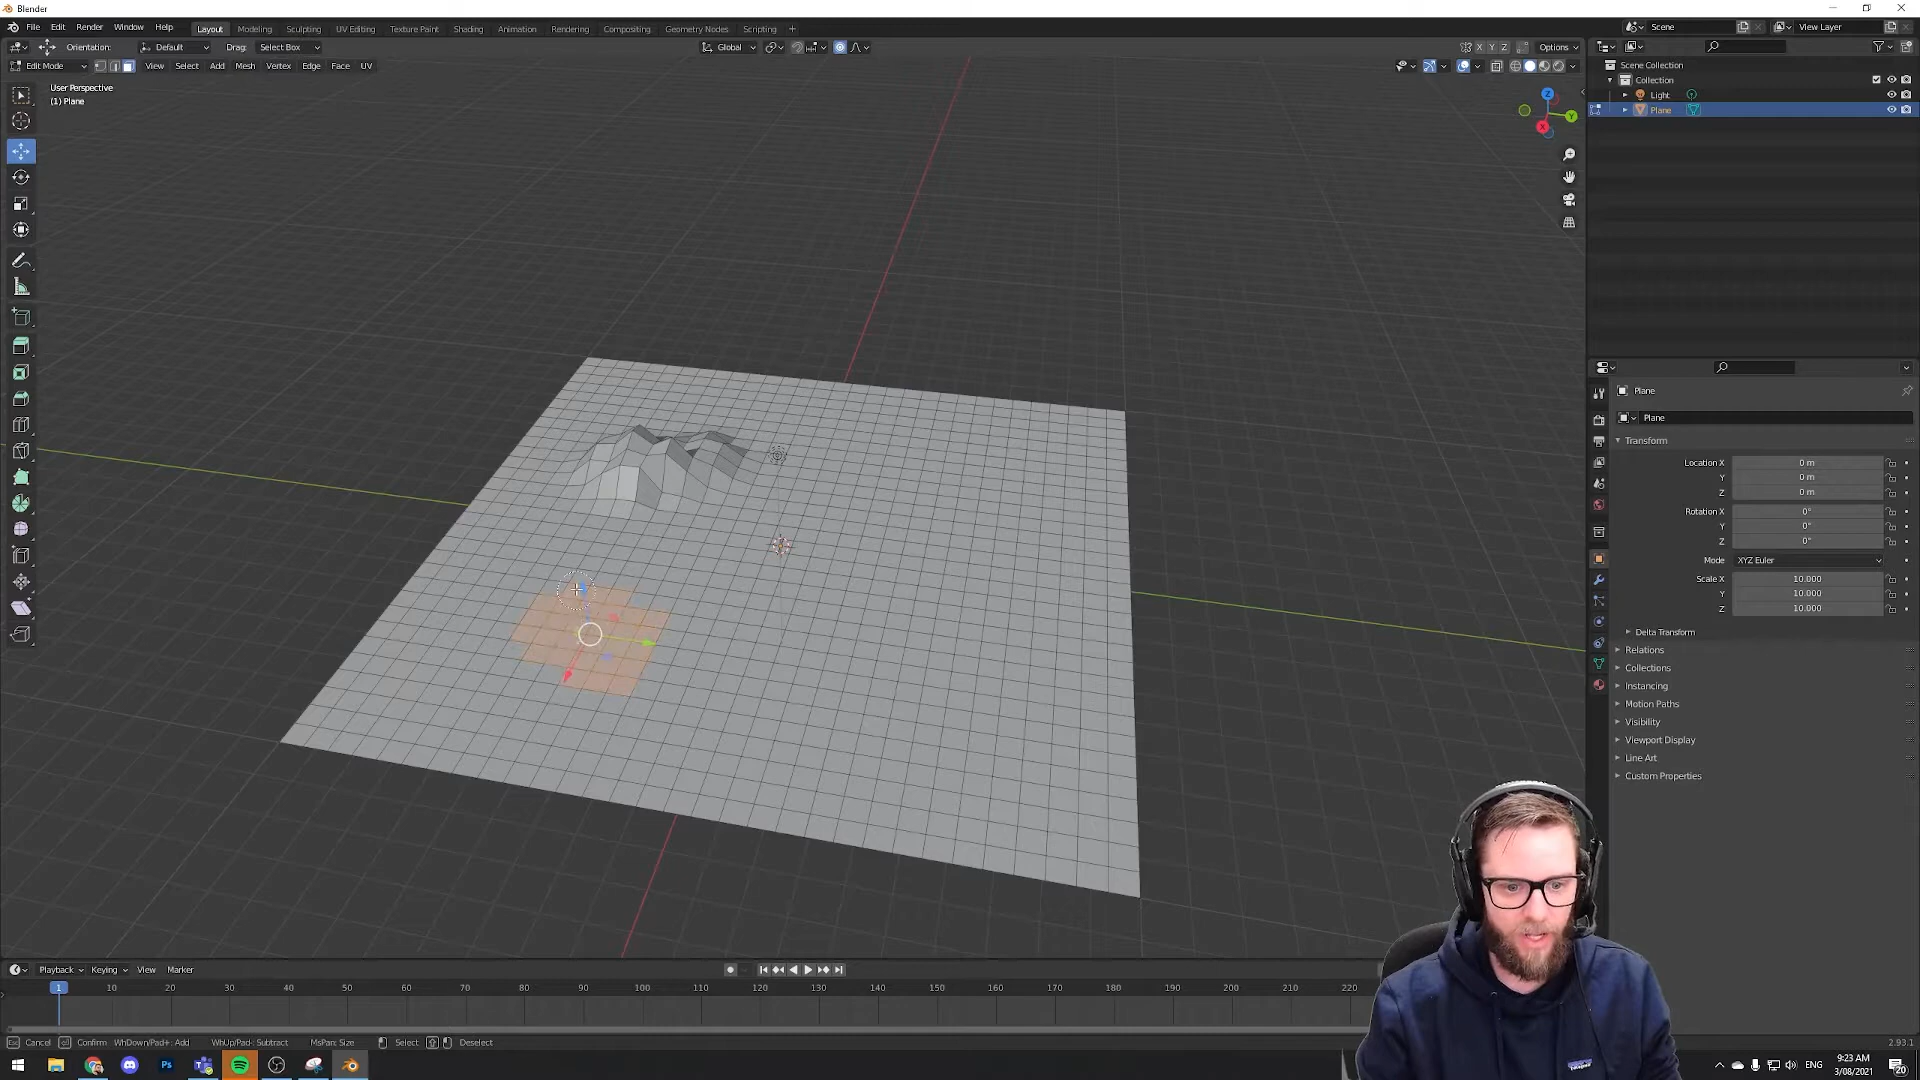 Blender
File Edit Render Window Help Layout Modeling Sculpting UV Editing Texture Paint Shading Animation Rendering Compositing Geometry Nodes Scripting + Scene View Layer
Orientation: Default Drag: Select Box Global X Y Z Options
Edit Mode View Select Add Mesh Vertex Edge Face UV
User Perspective
(1) Plane
Scene Collection
Collection
Light
Plane
Z
Y
X
Plane
Plane
Transform
Location X 0 m
Y 0 m
Z 0 m
Rotation X 0°
Y 0°
Z 0°
Mode XYZ Euler
Scale X 10.000
Y 10.000
Z 10.000
Delta Transform
Relations
Collections
Instancing
Motion Paths
Visibility
Viewport Display
Line Art
Custom Properties
Playback Keying View Marker
1 10 20 30 40 50 60 70 80 90 100 110 120 130 140 150 160 170 180 190 200 210 220
Esc Cancel Confirm WhDown/Pad+: Add WhUp/Pad-: Subtract MsPan: Size Select Deselect 2.93.1
Ps ENG 9:23 AM
3/08/2021 20